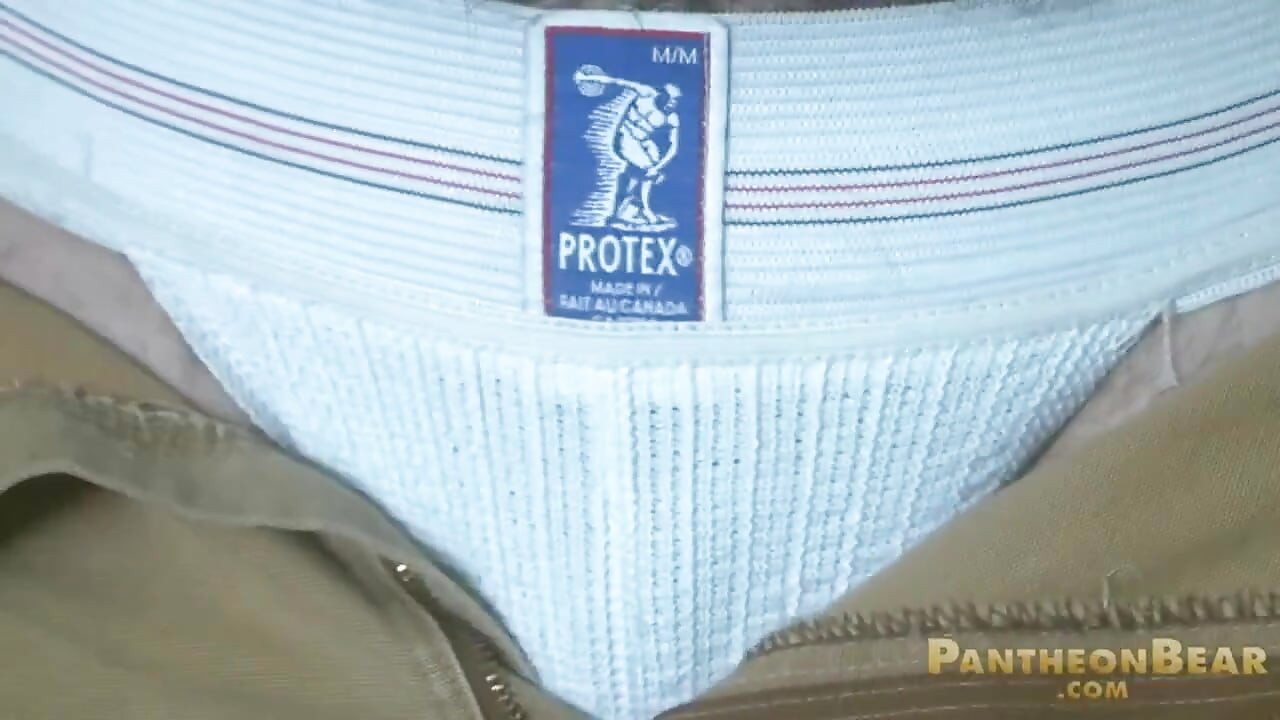 M/M
PROTEX®
MADE IN /
FAIT AU CANADA
PANTHEONBEAR
.COM